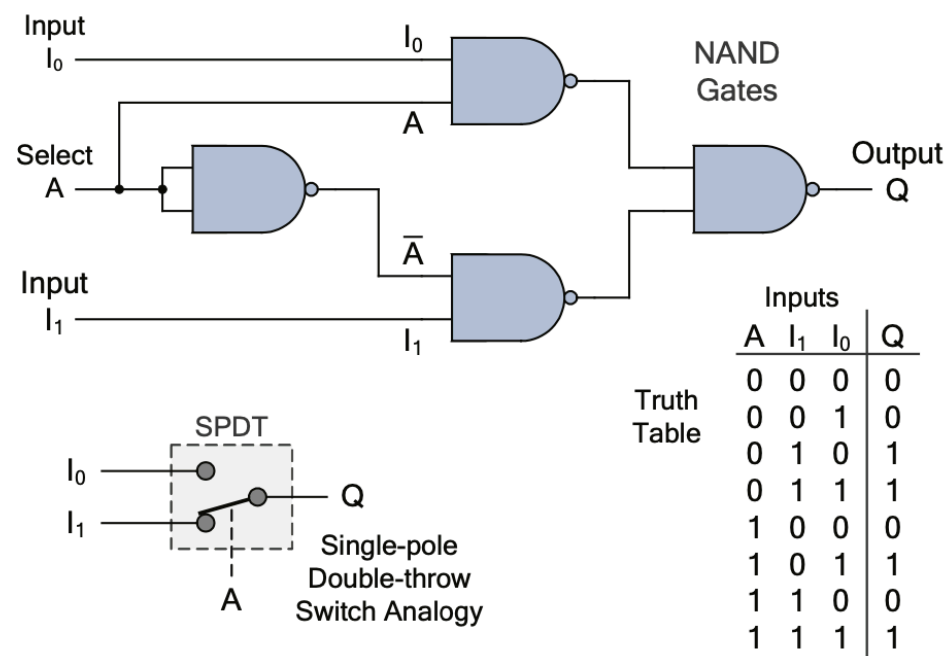 Input
I₀
I₀
NAND
Gates
A
Select
A
Output
Q
A̅
Input
I₁
I₁
Inputs
A I₁ I₀ Q
0 0 0 0
0 0 1 0
0 1 0 1
0 1 1 1
1 0 0 0
1 0 1 1
1 1 0 0
1 1 1 1
Truth
Table
SPDT
I₀
I₁
Q
A
Single-pole
Double-throw
Switch Analogy